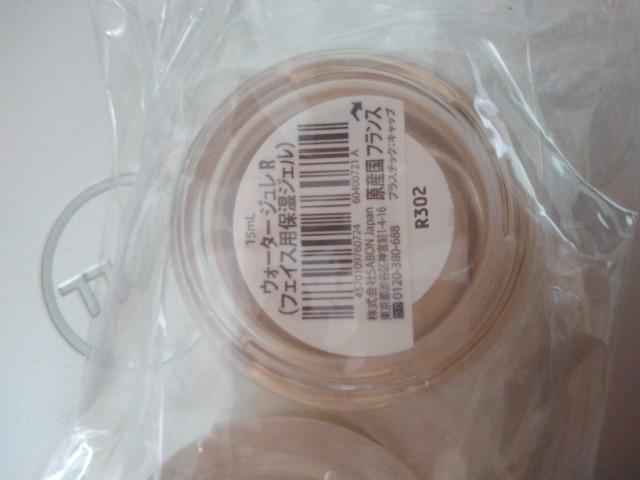 15mL
ウォータージュレ R
(フェイス用保湿ジェル)
4570109760724
60400721 A
株式会社SABON Japan
東京都渋谷区神宮前1-4-16
0120-380-688
原産国 フランス
プラスチック:キャップ
R302